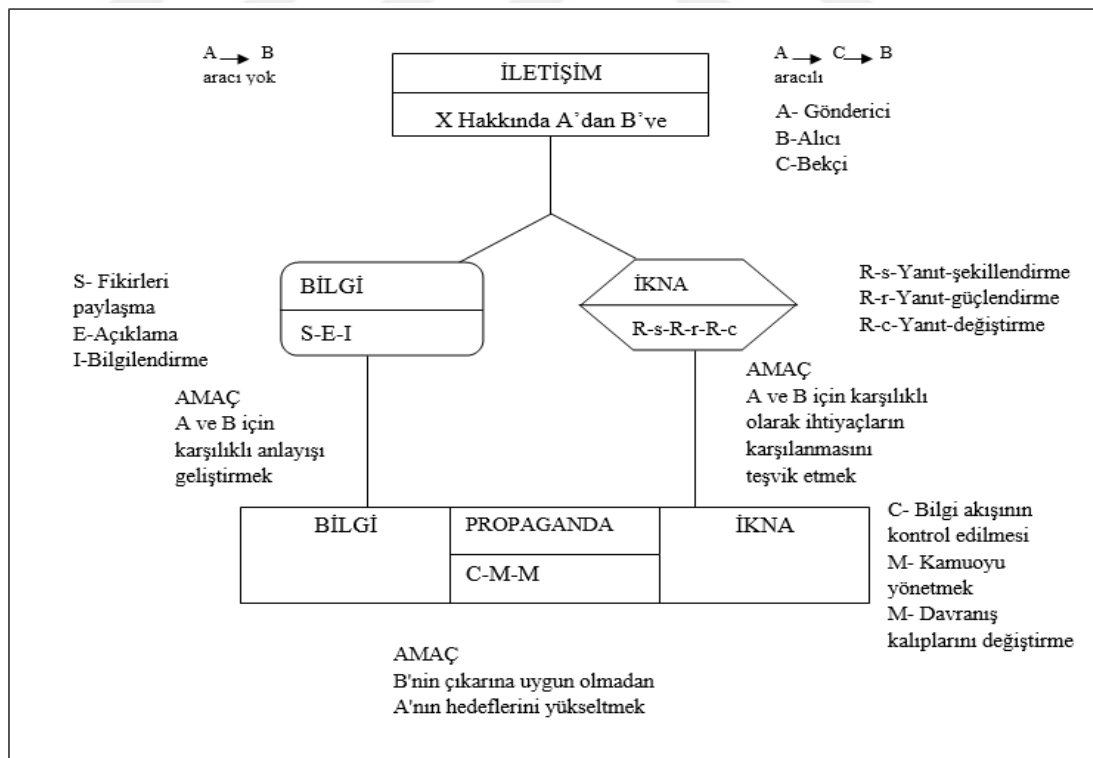 A → B
aracı yok
İLETİŞİM
X Hakkında A'dan B've
A → C → B
aracılı
A- Gönderici
B-Alıcı
C-Bekçi
S- Fikirleri
paylaşma
E-Açıklama
I-Bilgilendirme
BİLGİ
S-E-I
İKNA
R-s-R-r-R-c
R-s-Yanıt-şekillendirme
R-r-Yanıt-güçlendirme
R-c-Yanıt-değiştirme
AMAÇ
A ve B için
karşılıklı anlayışı
geliştirmek
AMAÇ
A ve B için karşılıklı
olarak ihtiyaçların
karşılanmasını
teşvik etmek
BİLGİ
PROPAGANDA
C-M-M
İKNA
C- Bilgi akışının
kontrol edilmesi
M- Kamuoyu
yönetmek
M- Davranış
kalıplarını değiştirme
AMAÇ
B'nin çıkarına uygun olmadan
A'nın hedeflerini yükseltmek